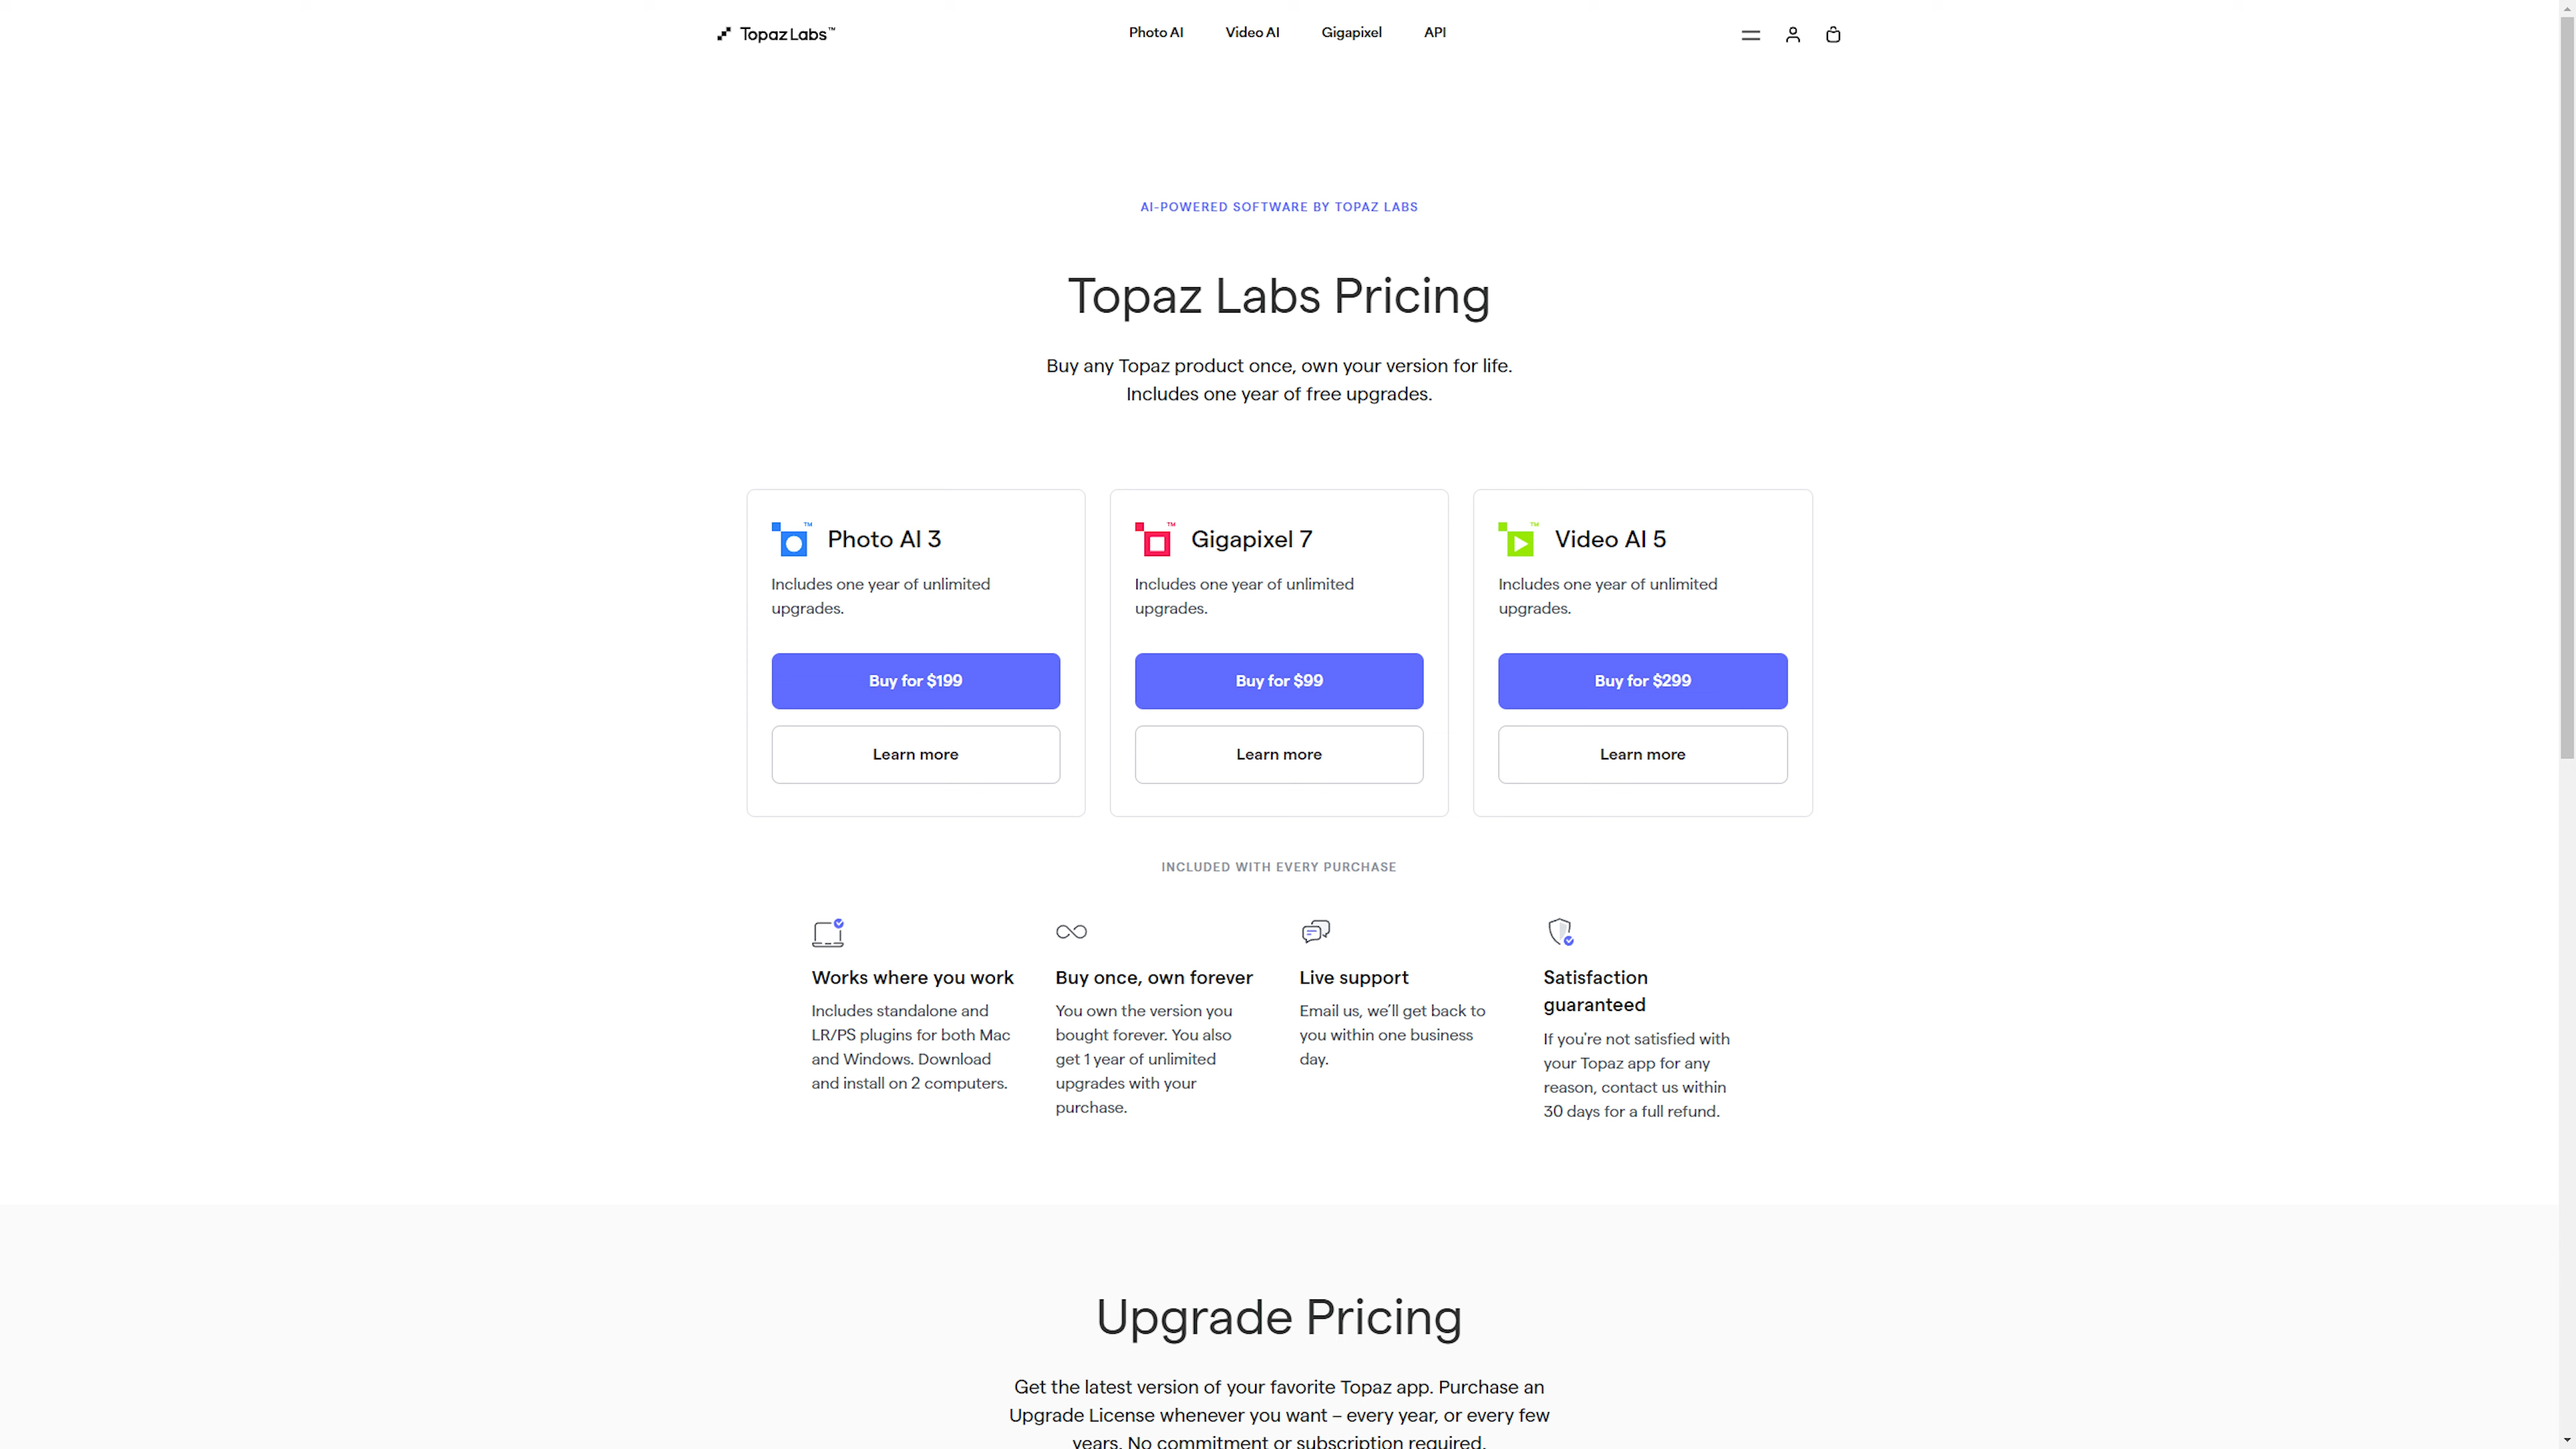 Topaz Labs™
Photo AI
Video AI
Gigapixel
API
AI-POWERED SOFTWARE BY TOPAZ LABS
Topaz Labs Pricing
Buy any Topaz product once, own your version for life.
Includes one year of free upgrades.
™
Photo AI 3
Includes one year of unlimited
upgrades.
Buy for $199
Learn more
™
Gigapixel 7
Includes one year of unlimited
upgrades.
Buy for $99
Learn more
™
Video AI 5
Includes one year of unlimited
upgrades.
Buy for $299
Learn more
INCLUDED WITH EVERY PURCHASE
Works where you work
Includes standalone and
LR/PS plugins for both Mac
and Windows. Download
and install on 2 computers.
Buy once, own forever
You own the version you
bought forever. You also
get 1 year of unlimited
upgrades with your
purchase.
Live support
Email us, we’ll get back to
you within one business
day.
Satisfaction
guaranteed
If you're not satisfied with
your Topaz app for any
reason, contact us within
30 days for a full refund.
Upgrade Pricing
Get the latest version of your favorite Topaz app. Purchase an
Upgrade License whenever you want – every year, or every few
years. No commitment or subscription required.